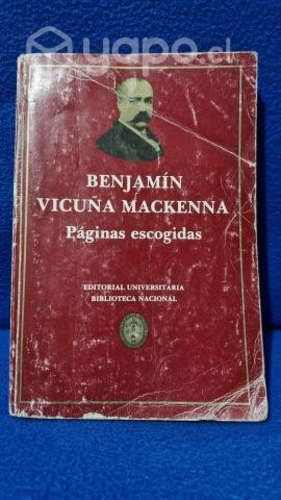 yapo.cl
BENJAMÍN
VICUÑA MACKENNA
Páginas escogidas
EDITORIAL UNIVERSITARIA
BIBLIOTECA NACIONAL